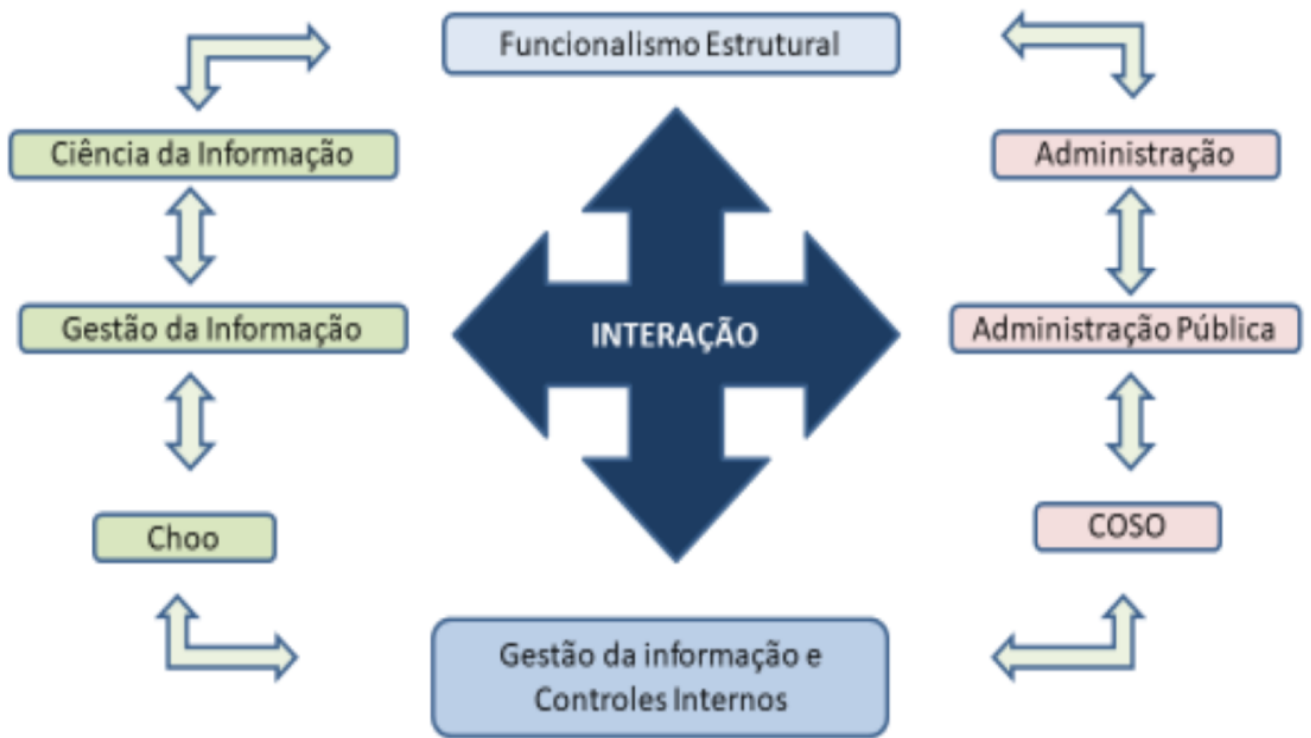 Funcionalismo Estrutural
Ciência da Informação
Administração
Gestão da Informação
INTERAÇÃO
Administração Pública
Choo
COSO
Gestão da informação e
Controles Internos